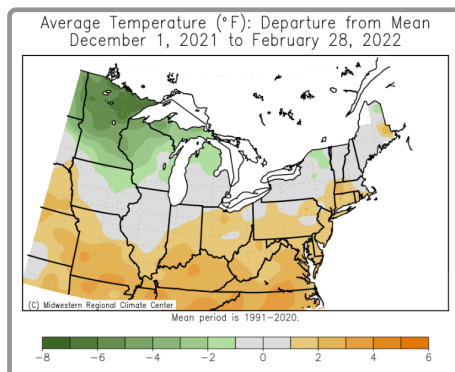 Average Temperature (°F): Departure from Mean
December 1, 2021 to February 28, 2022
(C) Midwestern Regional Climate Center
Mean period is 1991-2020.
-8 -6 -4 -2 0 2 4 6